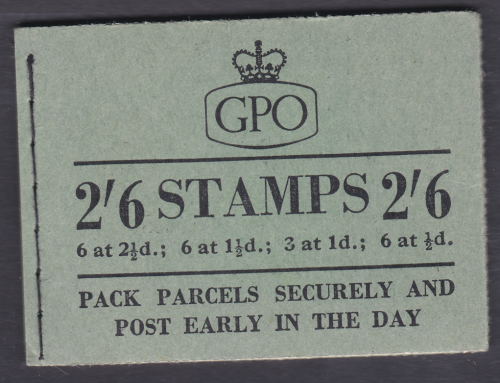 GPO
2'6 STAMPS 2'6
6 at 2½d.; 6 at 1½d.; 3 at 1d.; 6 at ½d.
PACK PARCELS SECURELY AND
POST EARLY IN THE DAY